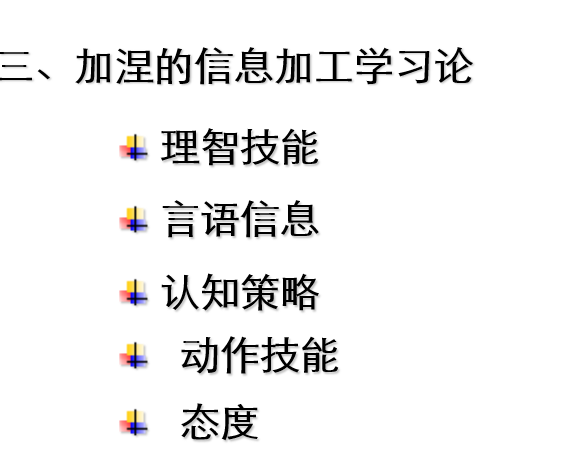 三、加涅的信息加工学习论
理智技能
言语信息
认知策略
动作技能
态度